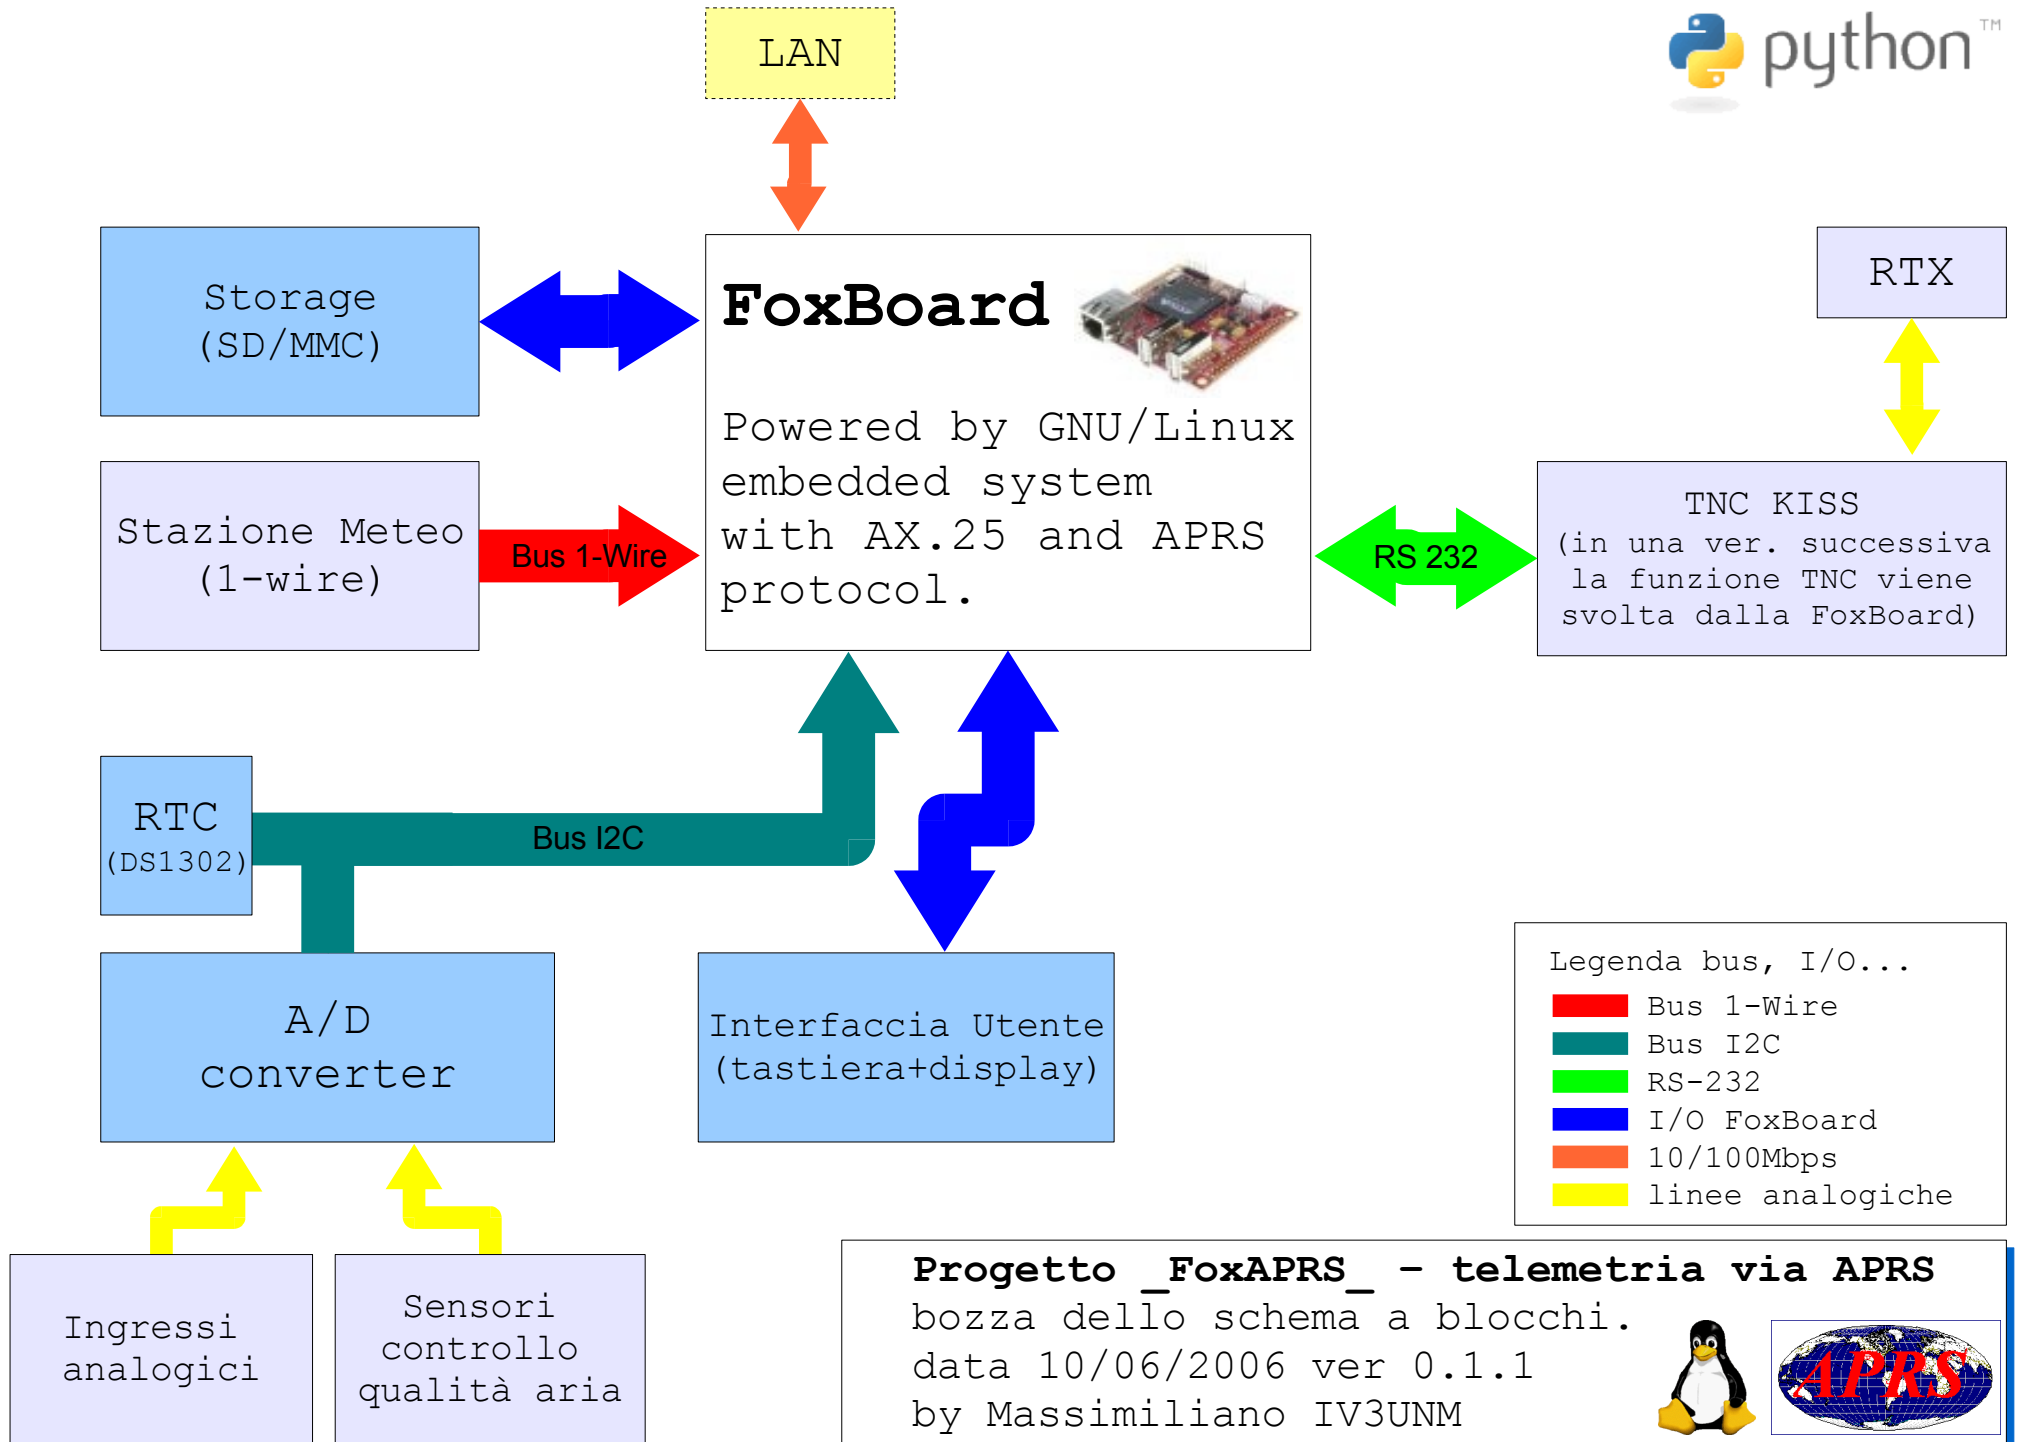 LAN
python™
Storage
(SD/MMC)
FoxBoard
RTX
Powered by GNU/Linux
embedded system
with AX.25 and APRS
protocol.
Stazione Meteo
(1-wire)
Bus 1-Wire
RS 232
TNC KISS
(in una ver. successiva
la funzione TNC viene
svolta dalla FoxBoard)
RTC
(DS1302)
Bus I2C
A/D
converter
Interfaccia Utente
(tastiera+display)
Legenda bus, I/O...
Bus 1-Wire
Bus I2C
RS-232
I/O FoxBoard
10/100Mbps
linee analogiche
Ingressi
analogici
Sensori
controllo
qualità aria
Progetto _FoxAPRS_ – telemetria via APRS
bozza dello schema a blocchi.
data 10/06/2006 ver 0.1.1
by Massimiliano IV3UNM
APRS